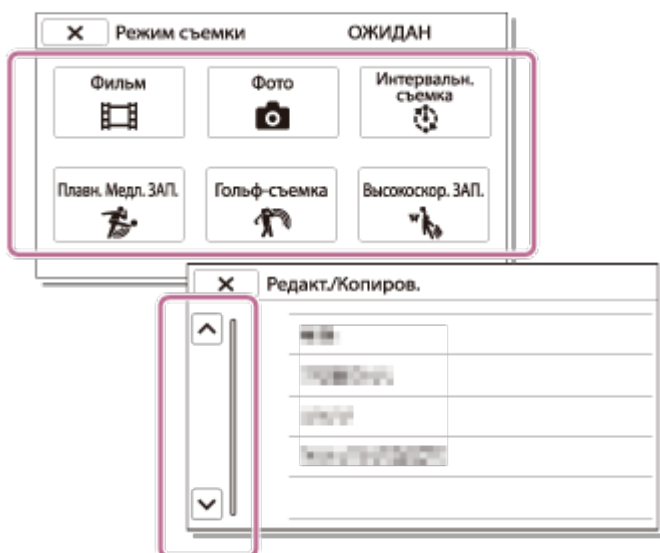 Режим съемки
ОЖИДАН
Фильм
Фото
Интервальн.
съемка
Плавн. Медл. ЗАП.
Гольф-съемка
Высокоскор. ЗАП.
Редакт./Копиров.